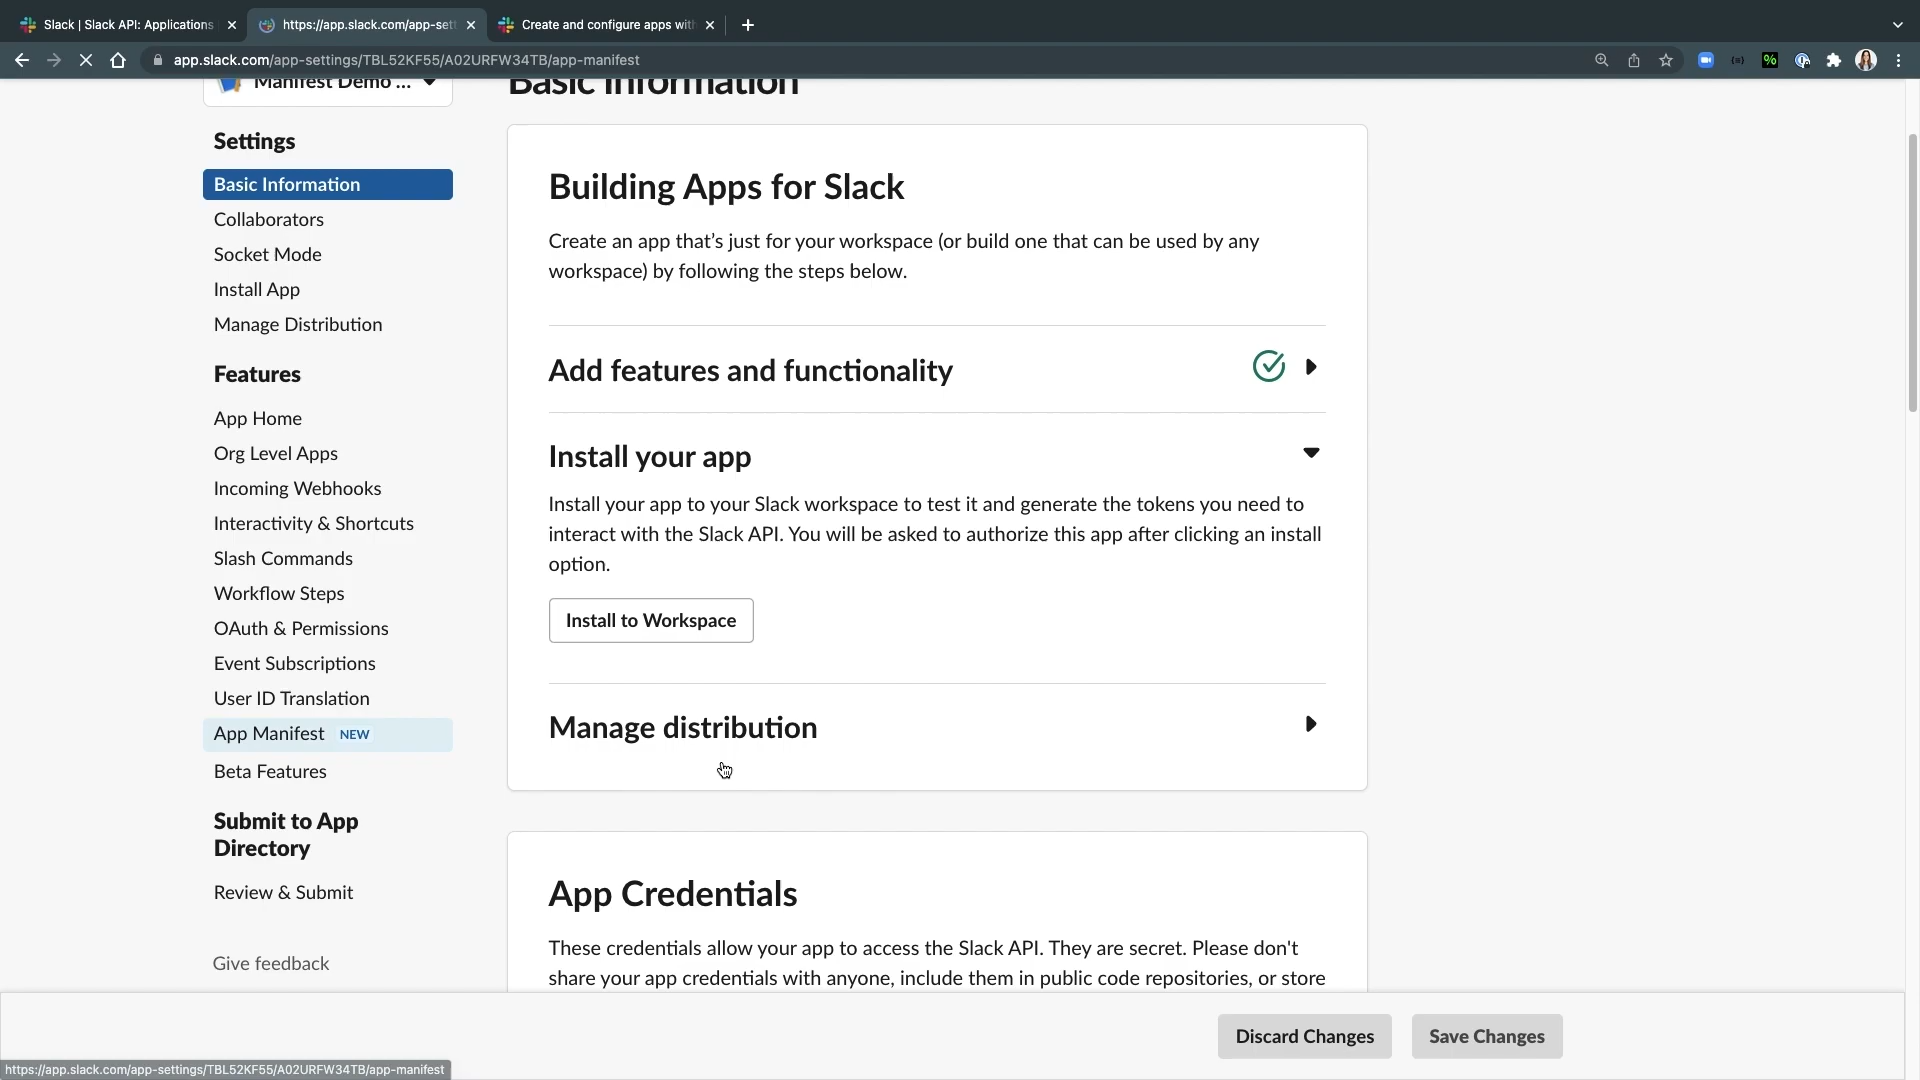 Slack | Slack API: Applications
https://app.slack.com/app-sett
Create and configure apps with
app.slack.com/app-settings/TBL52KF55/A02URFW34TB/app-manifest
Manifest Demo ...
Basic Information
Settings
Basic Information
Collaborators
Socket Mode
Install App
Manage Distribution
Features
App Home
Org Level Apps
Incoming Webhooks
Interactivity & Shortcuts
Slash Commands
Workflow Steps
OAuth & Permissions
Event Subscriptions
User ID Translation
App Manifest NEW
Beta Features
Submit to App
Directory
Review & Submit
Give feedback
Building Apps for Slack
Create an app that’s just for your workspace (or build one that can be used by any
workspace) by following the steps below.
Add features and functionality
Install your app
Install your app to your Slack workspace to test it and generate the tokens you need to
interact with the Slack API. You will be asked to authorize this app after clicking an install
option.
Install to Workspace
Manage distribution
App Credentials
These credentials allow your app to access the Slack API. They are secret. Please don't
share your app credentials with anyone, include them in public code repositories, or store
Discard Changes
Save Changes
https://app.slack.com/app-settings/TBL52KF55/A02URFW34TB/app-manifest